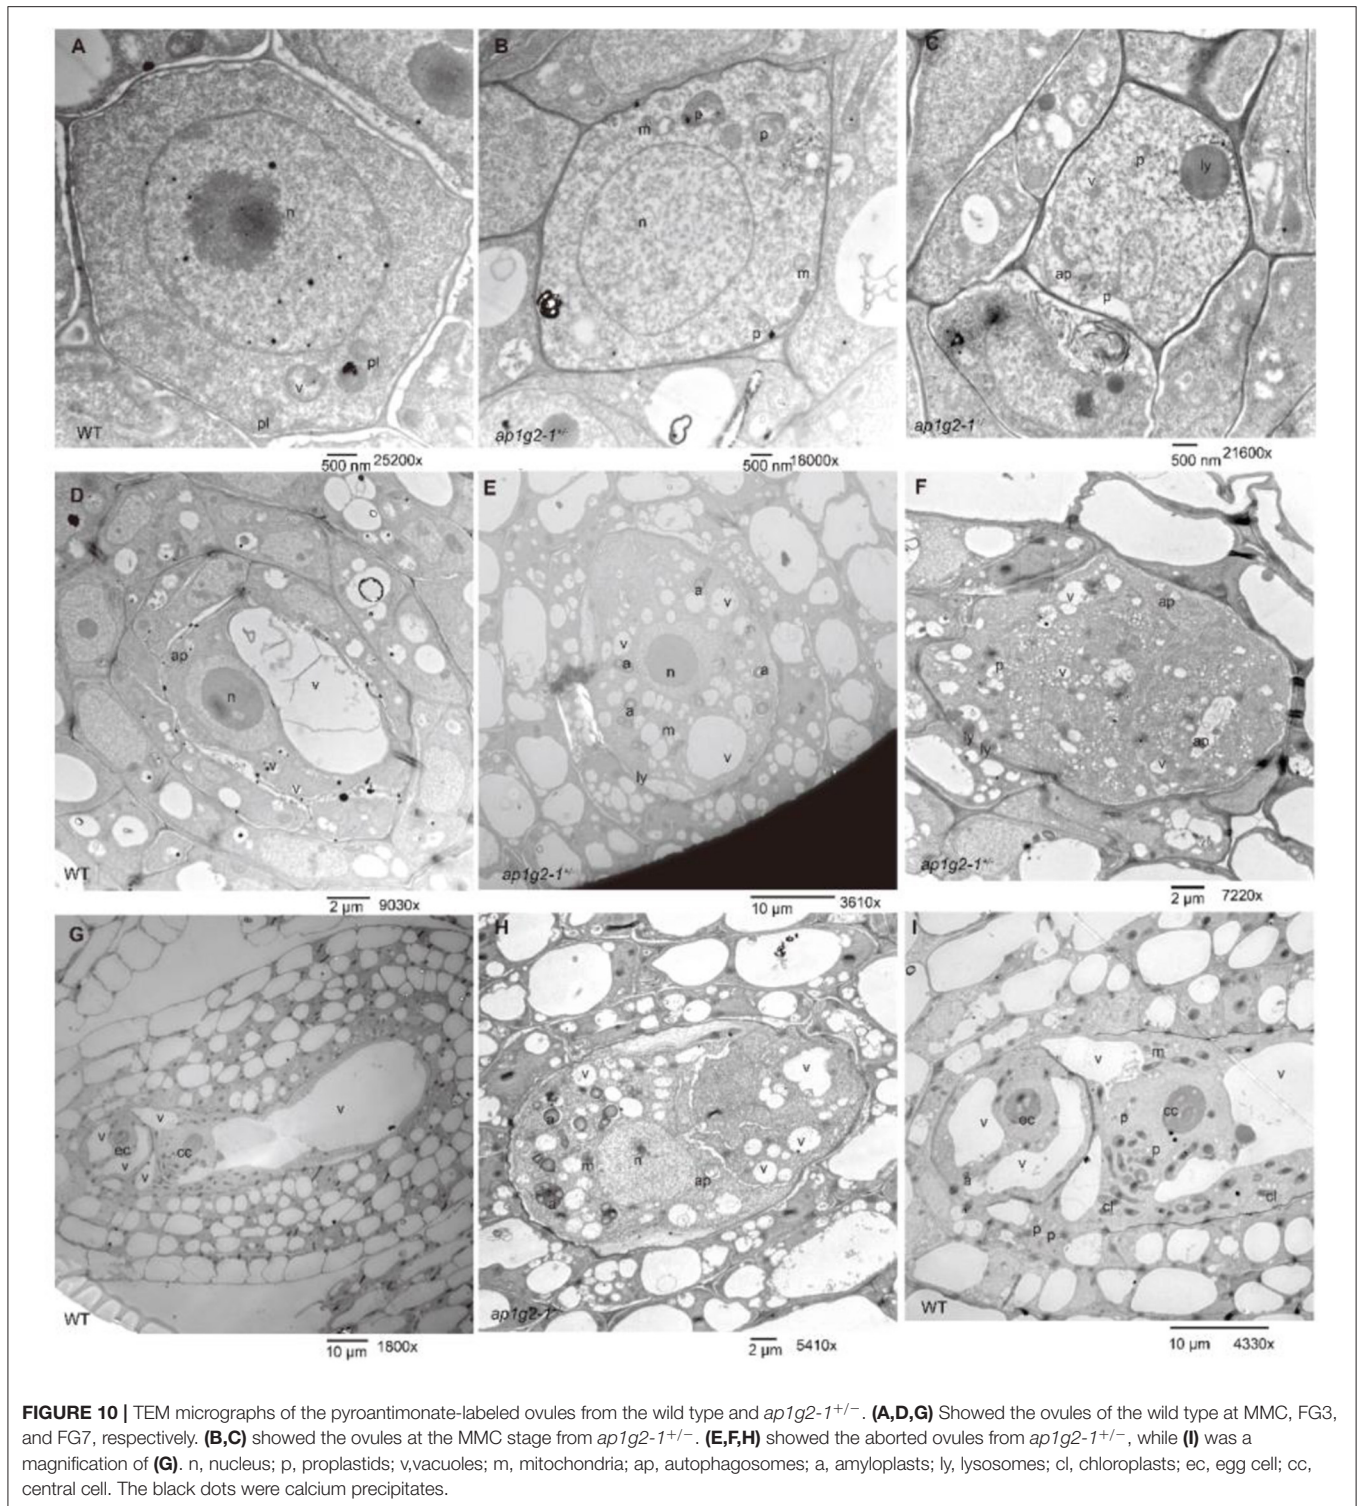 A
n
pl
v
pl
WT
500 nm 25200x
B
m
p
p
n
m
p
ap1g2-1+/-
500 nm 18000x
C
p
v
ly
ap
p
ap1g2-1
500 nm 21600x
D
ap
n
v
v
v
WT
2 µm 9030x
E
a
v
v
a
n
a
a
m
v
ly
ap1g2-1+/-
10 µm 3610x
F
v
ap
p
v
ly
ly
ap
v
ap1g2-1+/-
2 µm 7220x
G
v
v
v
ec
cc
v
v
WT
10 µm 1800x
H
v
v
a
v
m
n
ap
v
a
ap1g2-1
2 µm 5410x
I
v
m
v
v
ec
p
cc
v
p
a
cl
cl
p
p
WT
10 µm 4330x
FIGURE 10 | TEM micrographs of the pyroantimonate-labeled ovules from the wild type and ap1g2-1+/−. (A,D,G) Showed the ovules of the wild type at MMC, FG3,
and FG7, respectively. (B,C) showed the ovules at the MMC stage from ap1g2-1+/−. (E,F,H) showed the aborted ovules from ap1g2-1+/−, while (I) was a
magnification of (G). n, nucleus; p, proplastids; v,vacuoles; m, mitochondria; ap, autophagosomes; a, amyloplasts; ly, lysosomes; cl, chloroplasts; ec, egg cell; cc,
central cell. The black dots were calcium precipitates.